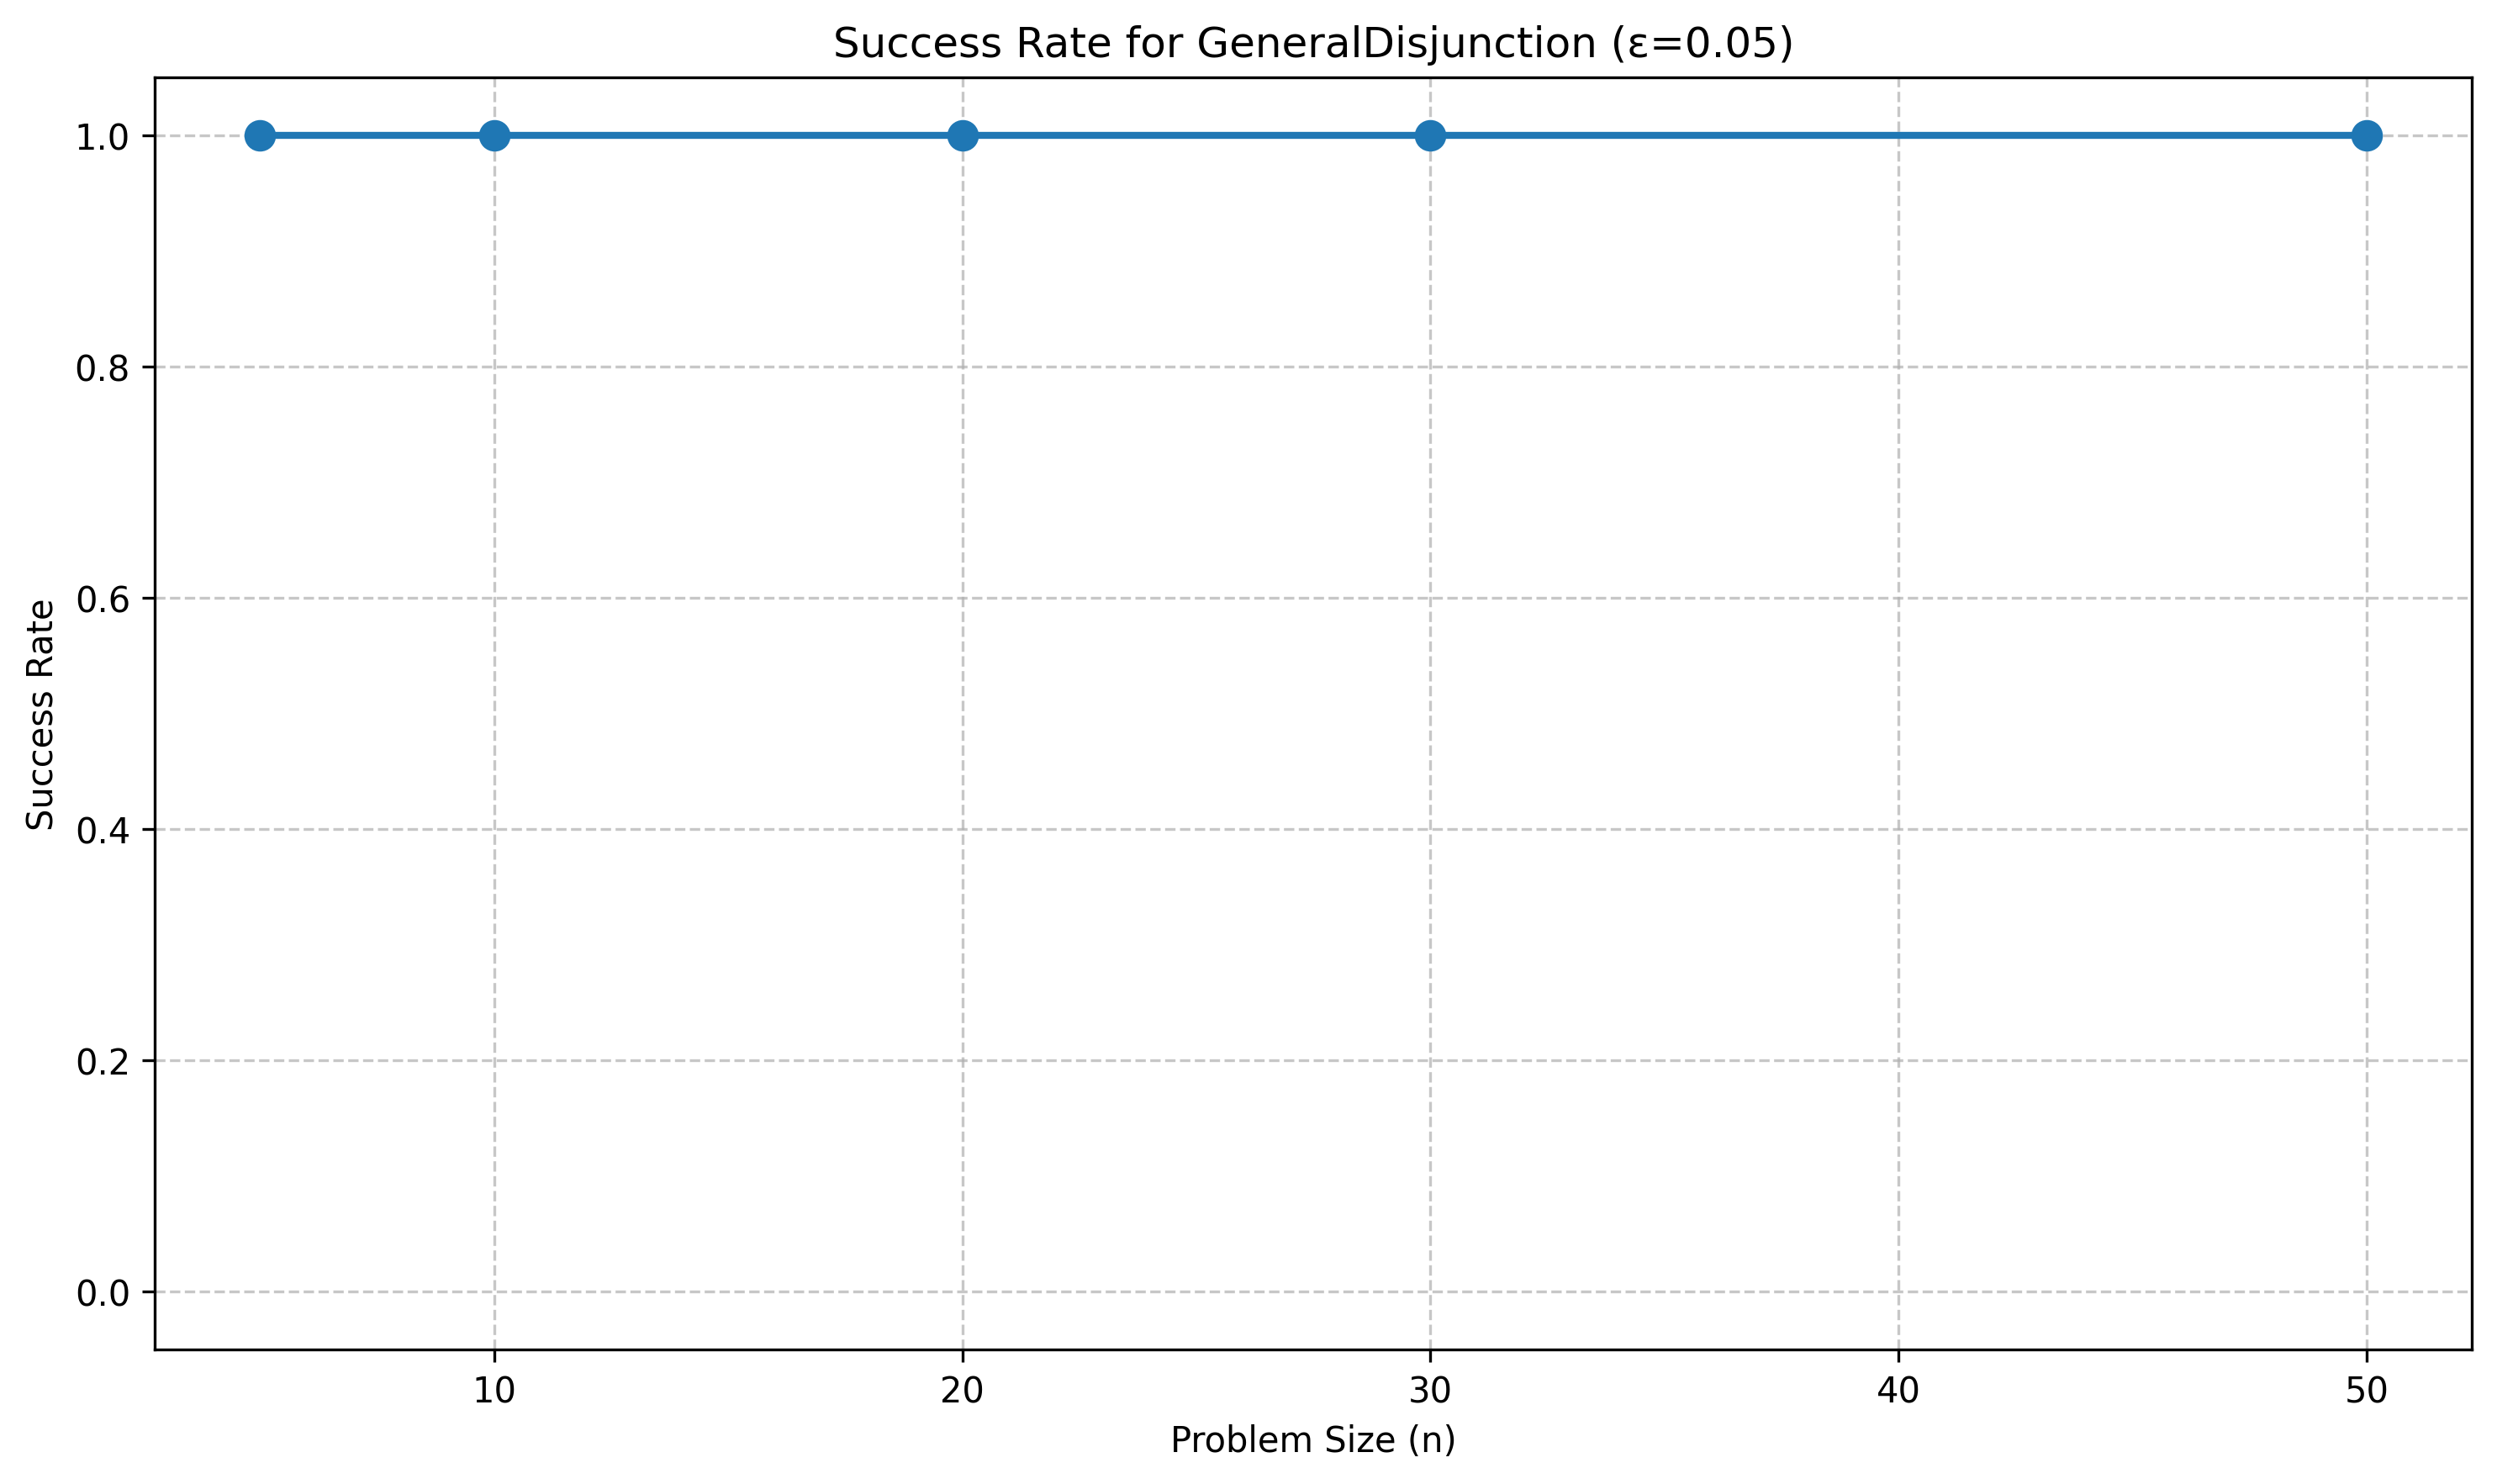 Success Rate for GeneralDisjunction (ε=0.05)
1.0
0.8
0.6
0.4
0.2
0.0
Success Rate
10 20 30 40 50
Problem Size (n)